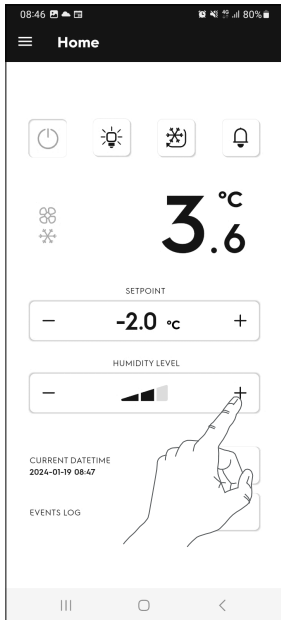 08:46 4G 80%
Home
3.6 °C
SETPOINT
− -2.0 °C +
HUMIDITY LEVEL
− +
CURRENT DATETIME
2024-01-19 08:47
EVENTS LOG